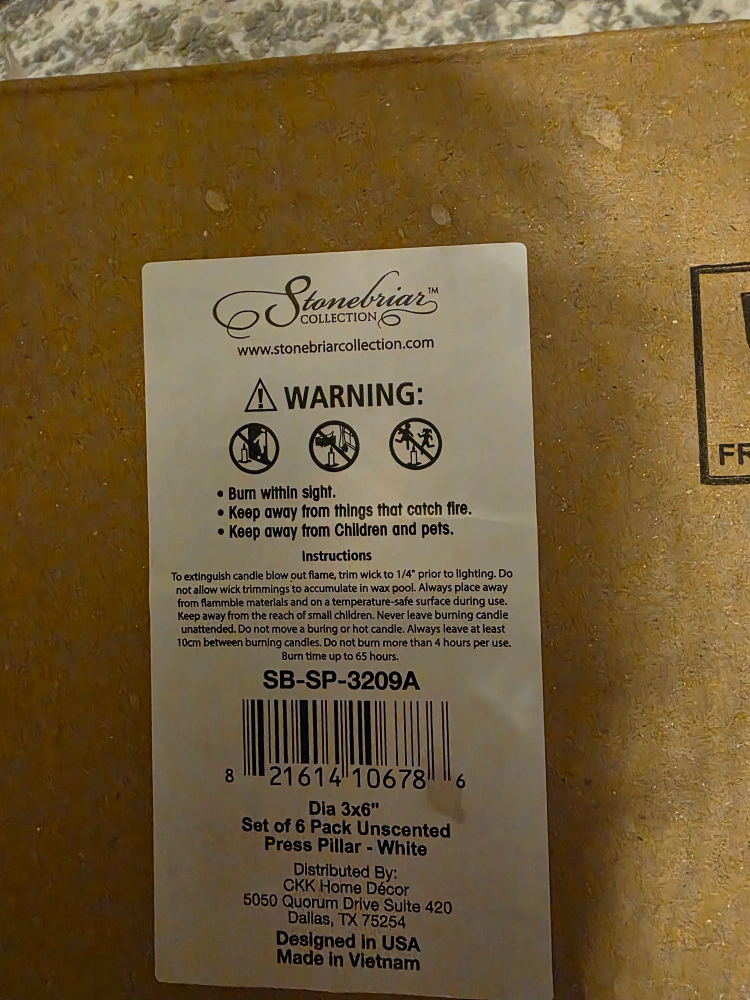 Stonebriar™
COLLECTION
www.stonebriarcollection.com
WARNING:
• Burn within sight.
• Keep away from things that catch fire.
• Keep away from Children and pets.
Instructions
To extinguish candle blow out flame, trim wick to 1/4" prior to lighting. Do
not allow wick trimmings to accumulate in wax pool. Always place away
from flammble materials and on a temperature-safe surface during use.
Keep away from the reach of small children. Never leave burning candle
unattended. Do not move a buring or hot candle. Always leave at least
10cm between burning candles. Do not burn more than 4 hours per use.
Burn time up to 65 hours.
SB-SP-3209A
8 21614 10678 6
Dia 3x6"
Set of 6 Pack Unscented
Press Pillar - White
Distributed By:
CKK Home Décor
5050 Quorum Drive Suite 420
Dallas, TX 75254
Designed in USA
Made in Vietnam
FR